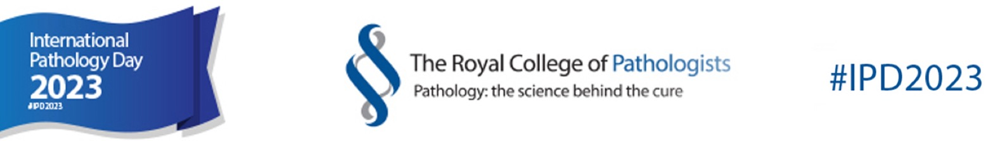 International
Pathology Day
2023
#IPD2023
The Royal College of Pathologists
Pathology: the science behind the cure
#IPD2023